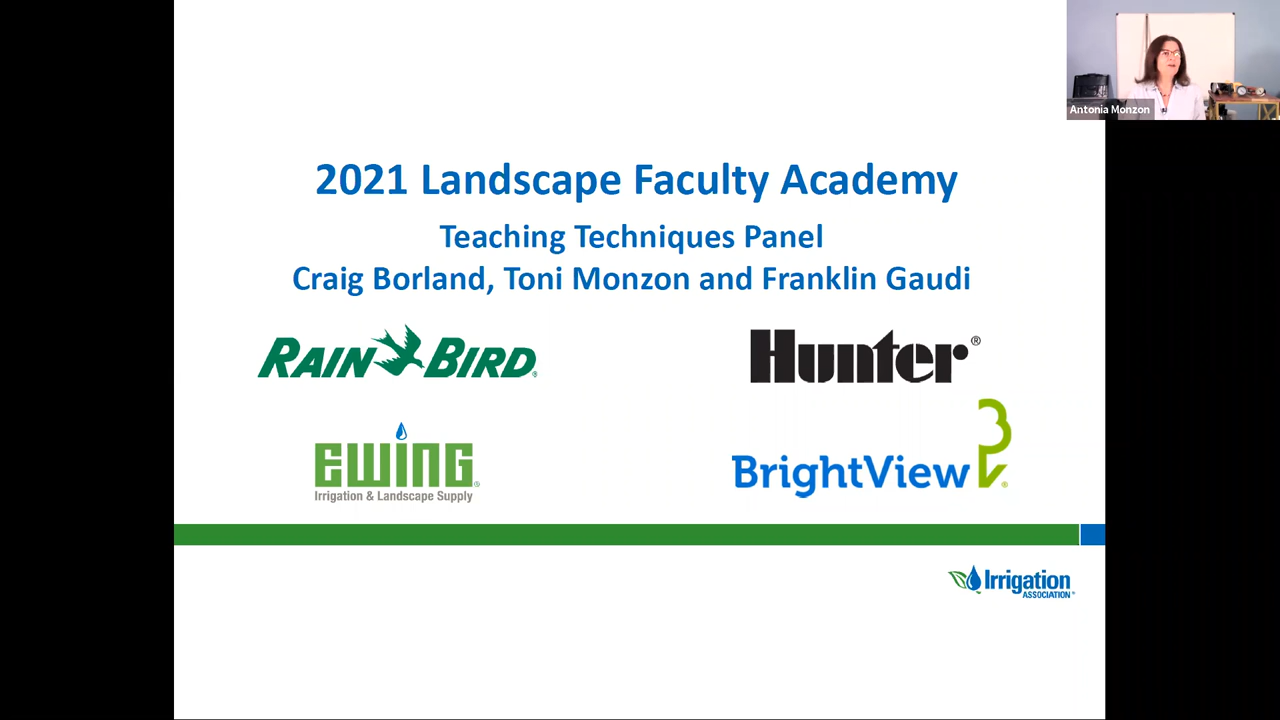 Antonia Monzon
2021 Landscape Faculty Academy
Teaching Techniques Panel
Craig Borland, Toni Monzon and Franklin Gaudi
RAIN BIRD®
Hunter®
EWING®
Irrigation & Landscape Supply
BrightView®
Irrigation
ASSOCIATION®